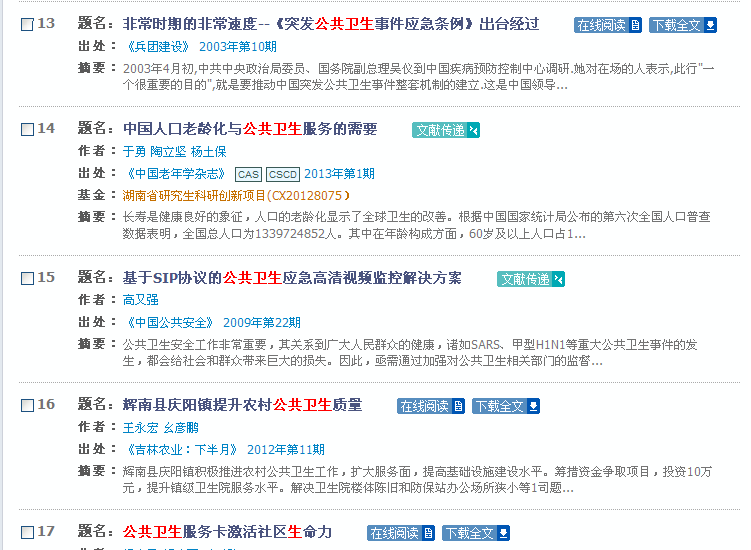 13 题名: 非常时期的非常速度--《突发公共卫生事件应急条例》出台经过 在线阅读 下载全文
出处: 《兵团建设》 2003年第10期
摘要: 2003年4月初,中共中央政治局委员、国务院副总理吴仪到中国疾病预防控制中心调研.她对在场的人表示,此行"一
个很重要的目的",就是要推动中国突发公共卫生事件应急机制的建立.这是中国领导...
14 题名: 中国人口老龄化与公共卫生服务的需要 文献传递
作者: 于勇 陶立坚 杨土保
出处: 《中国老年学杂志》 CAS CSCD 2013年第1期
基金: 湖南省研究生科研创新项目(CX20128075)
摘要: 长寿是健康良好的象征，人口的老龄化显示了全球卫生的改善。根据中国国家统计局公布的第六次全国人口普查
数据表明，全国总人口为1339724852人。其中在年龄构成方面，60岁及以上人口占1...
15 题名: 基于SIP协议的公共卫生应急高清视频监控解决方案 文献传递
作者: 高又强
出处: 《中国公共安全》 2009年第22期
摘要: 公共卫生安全工作非常重要，其关系到广大人民群众的健康，诸如SARS、甲型H1N1等重大公共卫生事件的发
生，都会给社会和群众带来巨大的损失。因此，亟需通过加强对公共卫生相关部门的监督...
16 题名: 辉南县庆阳镇提升农村公共卫生质量 在线阅读 下载全文
作者: 王永宏 幺彦鹏
出处: 《吉林农业：下半月》 2012年第11期
摘要: 辉南县庆阳镇积极推进农村公共卫生工作，扩大服务面，提高基础设施建设水平。筹措资金争取项目，投资10万
元，提升镇级卫生院服务水平。解决卫生院楼体陈旧和防保站办公场所狭小等1司题...
17 题名: 公共卫生服务卡激活社区生命力 在线阅读 下载全文